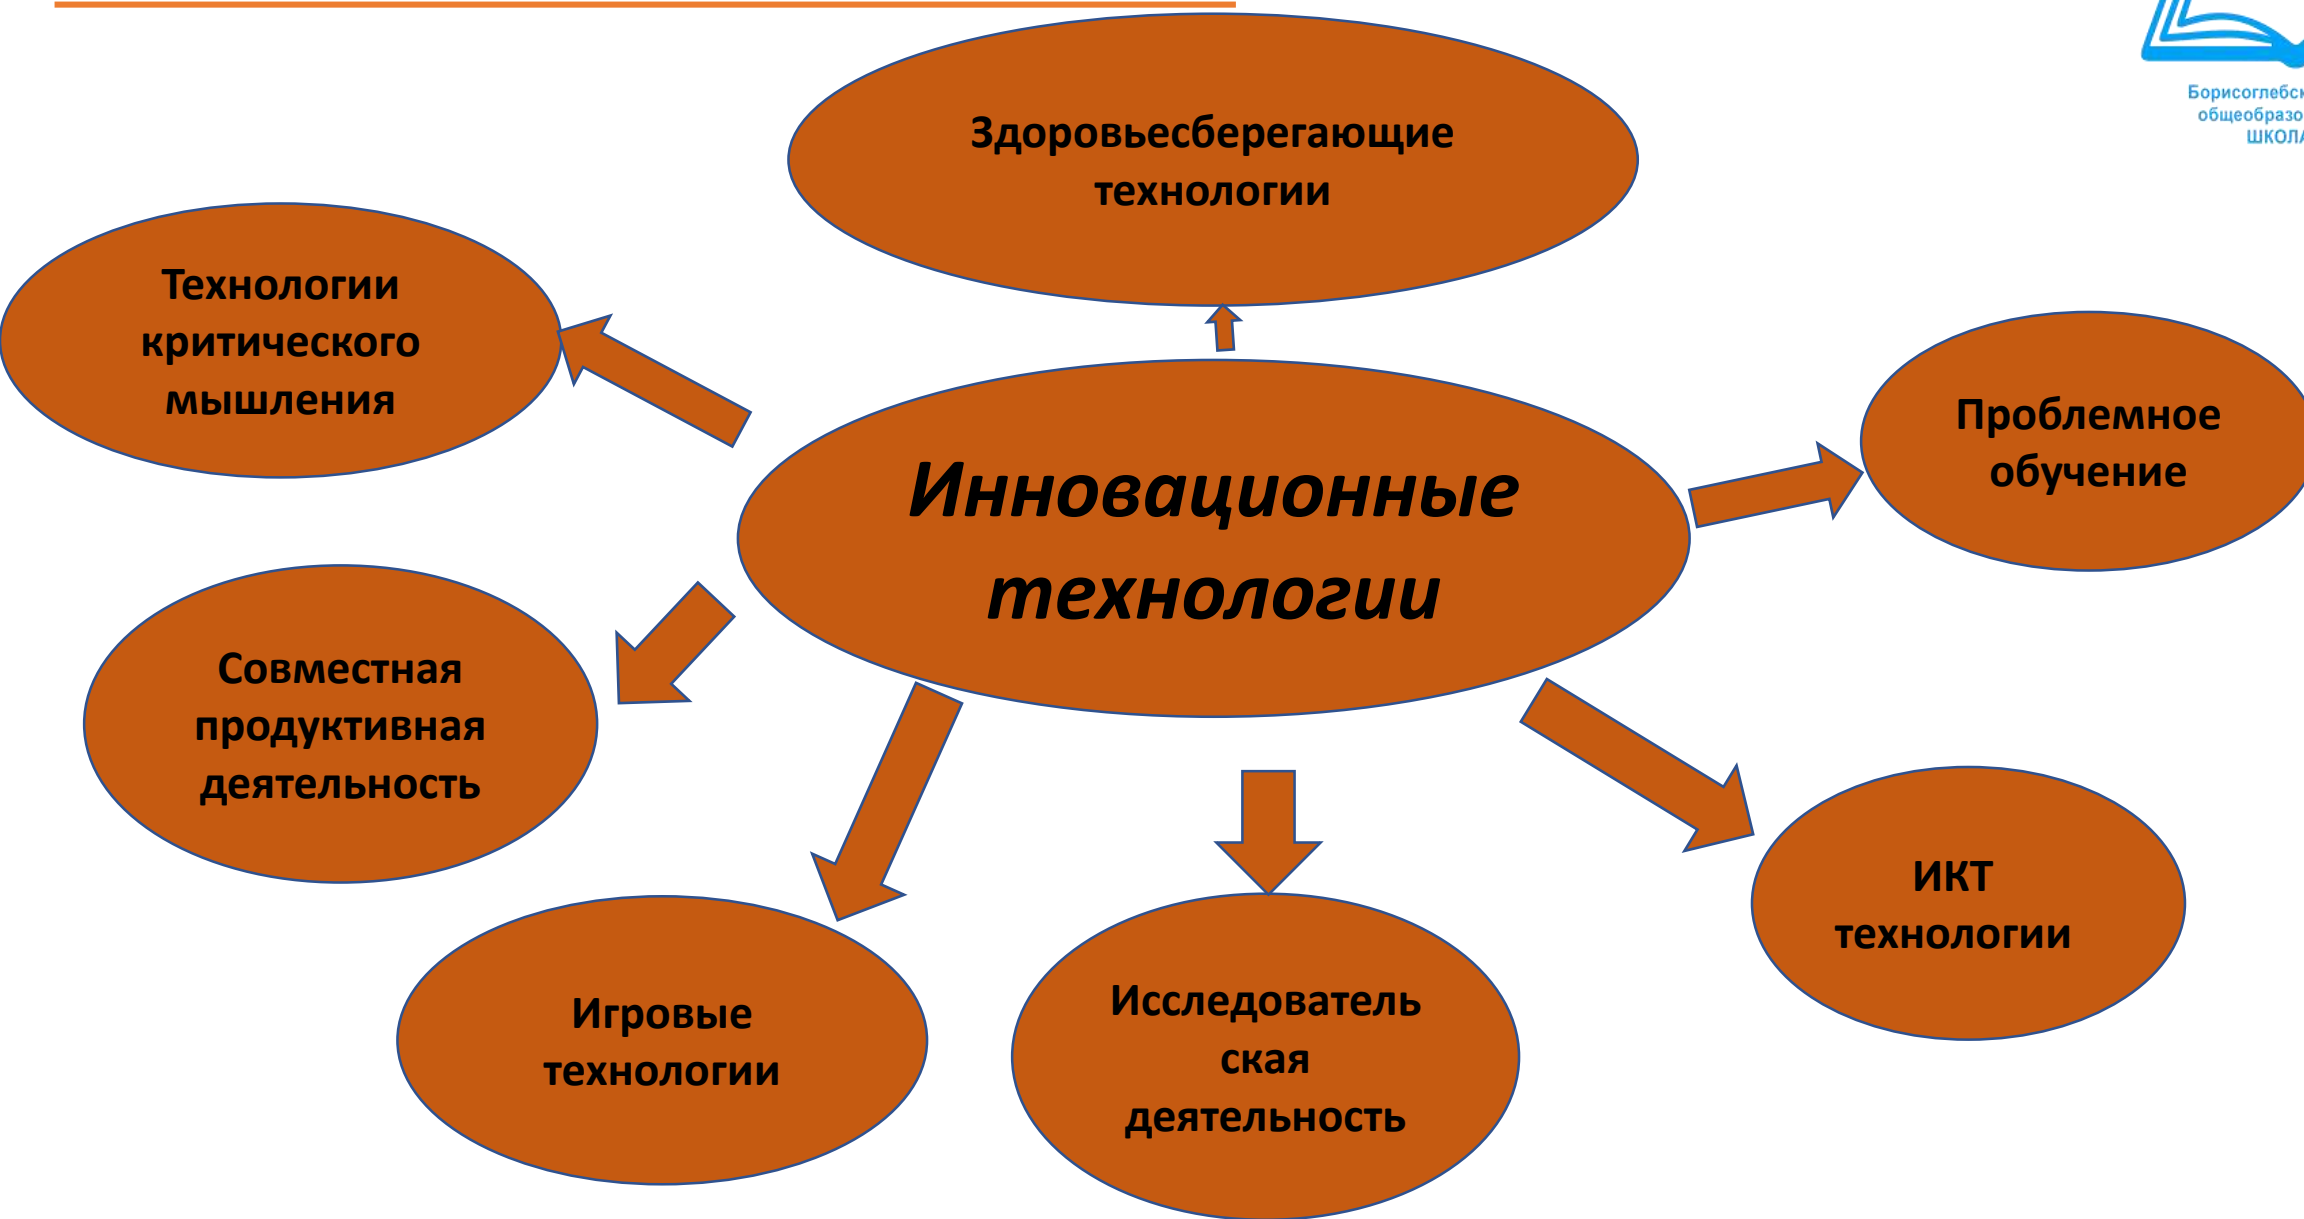 Здоровьесберегающие
технологии
Технологии
критического
мышления
Проблемное
обучение
Инновационные
технологии
Совместная
продуктивная
деятельность
ИКТ
технологии
Игровые
технологии
Исследователь
ская
деятельность
ШКОЛА